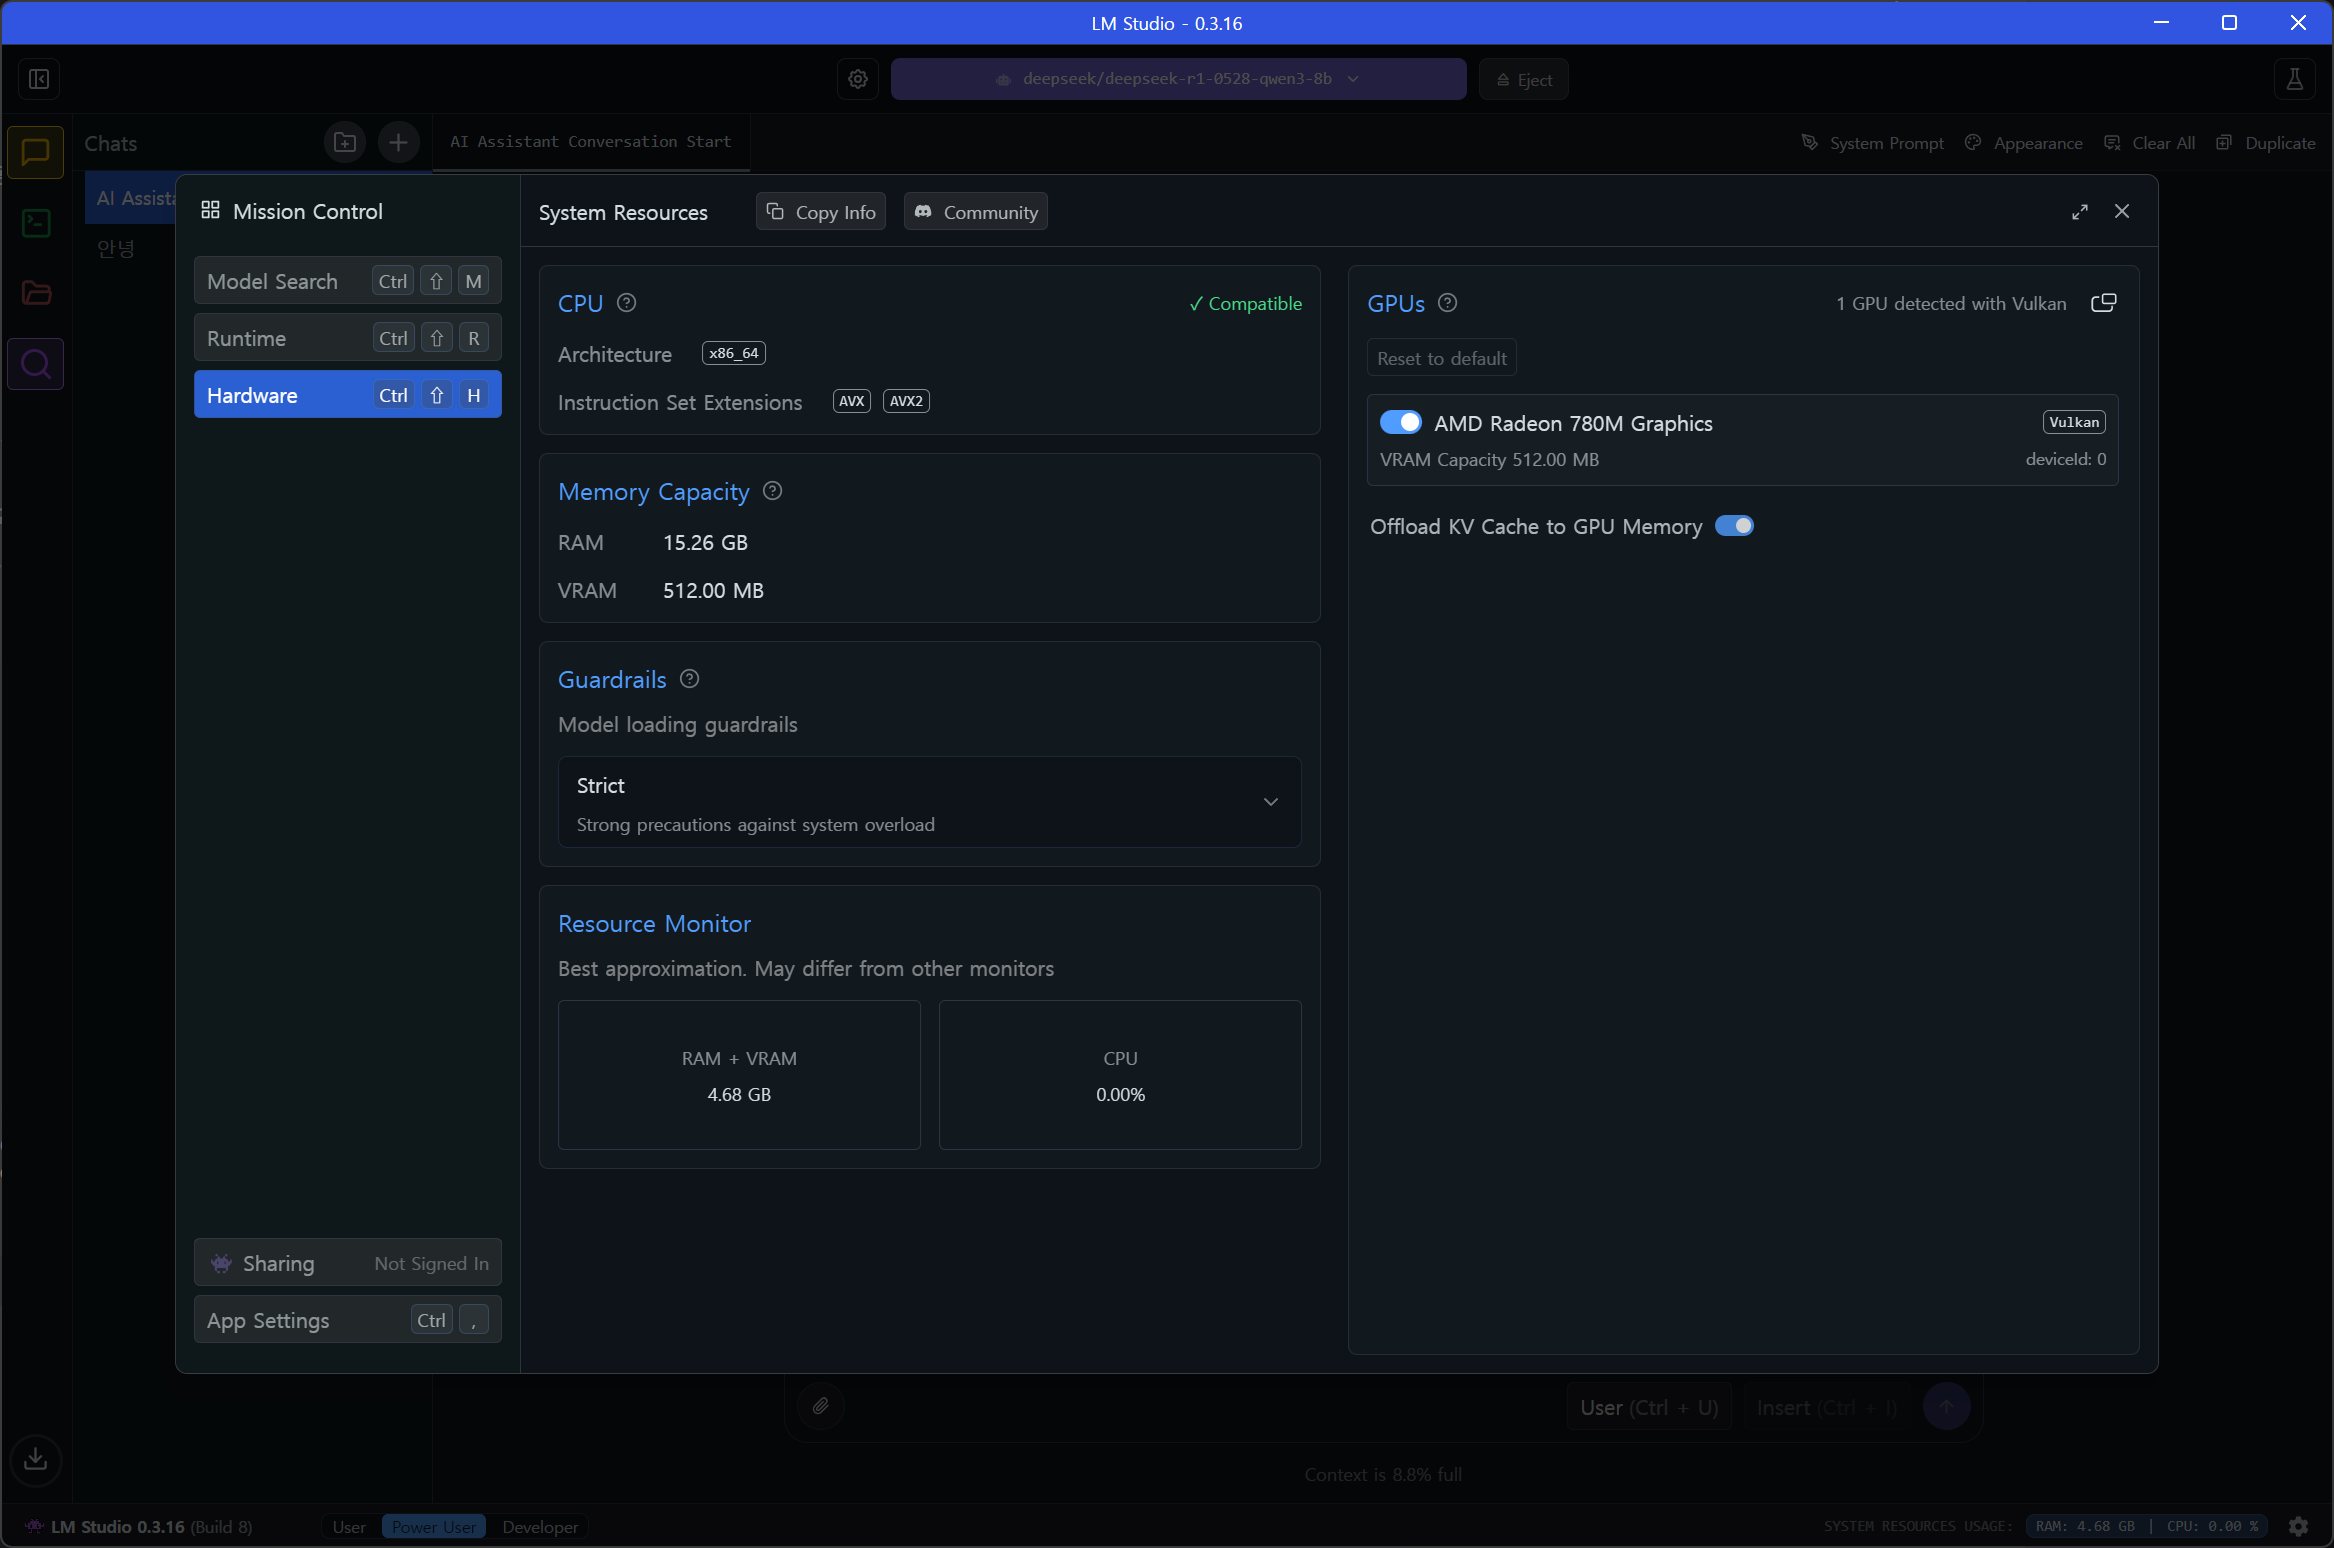 LM Studio - 0.3.16
deepseek/deepseek-r1-0528-qwen3-8b
Eject
Chats
AI Assistant Conversation Start
System Prompt
Appearance
Clear All
Duplicate
AI Assista
안녕
Mission Control
Model Search Ctrl ⇧ M
Runtime Ctrl ⇧ R
Hardware Ctrl ⇧ H
Sharing Not Signed In
App Settings Ctrl ,
System Resources
Copy Info
Community
CPU
✓ Compatible
Architecture x86_64
Instruction Set Extensions AVX AVX2
Memory Capacity
RAM 15.26 GB
VRAM 512.00 MB
Guardrails
Model loading guardrails
Strict
Strong precautions against system overload
Resource Monitor
Best approximation. May differ from other monitors
RAM + VRAM
4.68 GB
CPU
0.00%
GPUs
1 GPU detected with Vulkan
Reset to default
AMD Radeon 780M Graphics
Vulkan
VRAM Capacity 512.00 MB
deviceId: 0
Offload KV Cache to GPU Memory
User (Ctrl + U)
Insert (Ctrl + I)
Context is 8.8% full
LM Studio 0.3.16 (Build 8)
User
Power User
Developer
SYSTEM RESOURCES USAGE:
RAM: 4.68 GB | CPU: 0.00 %